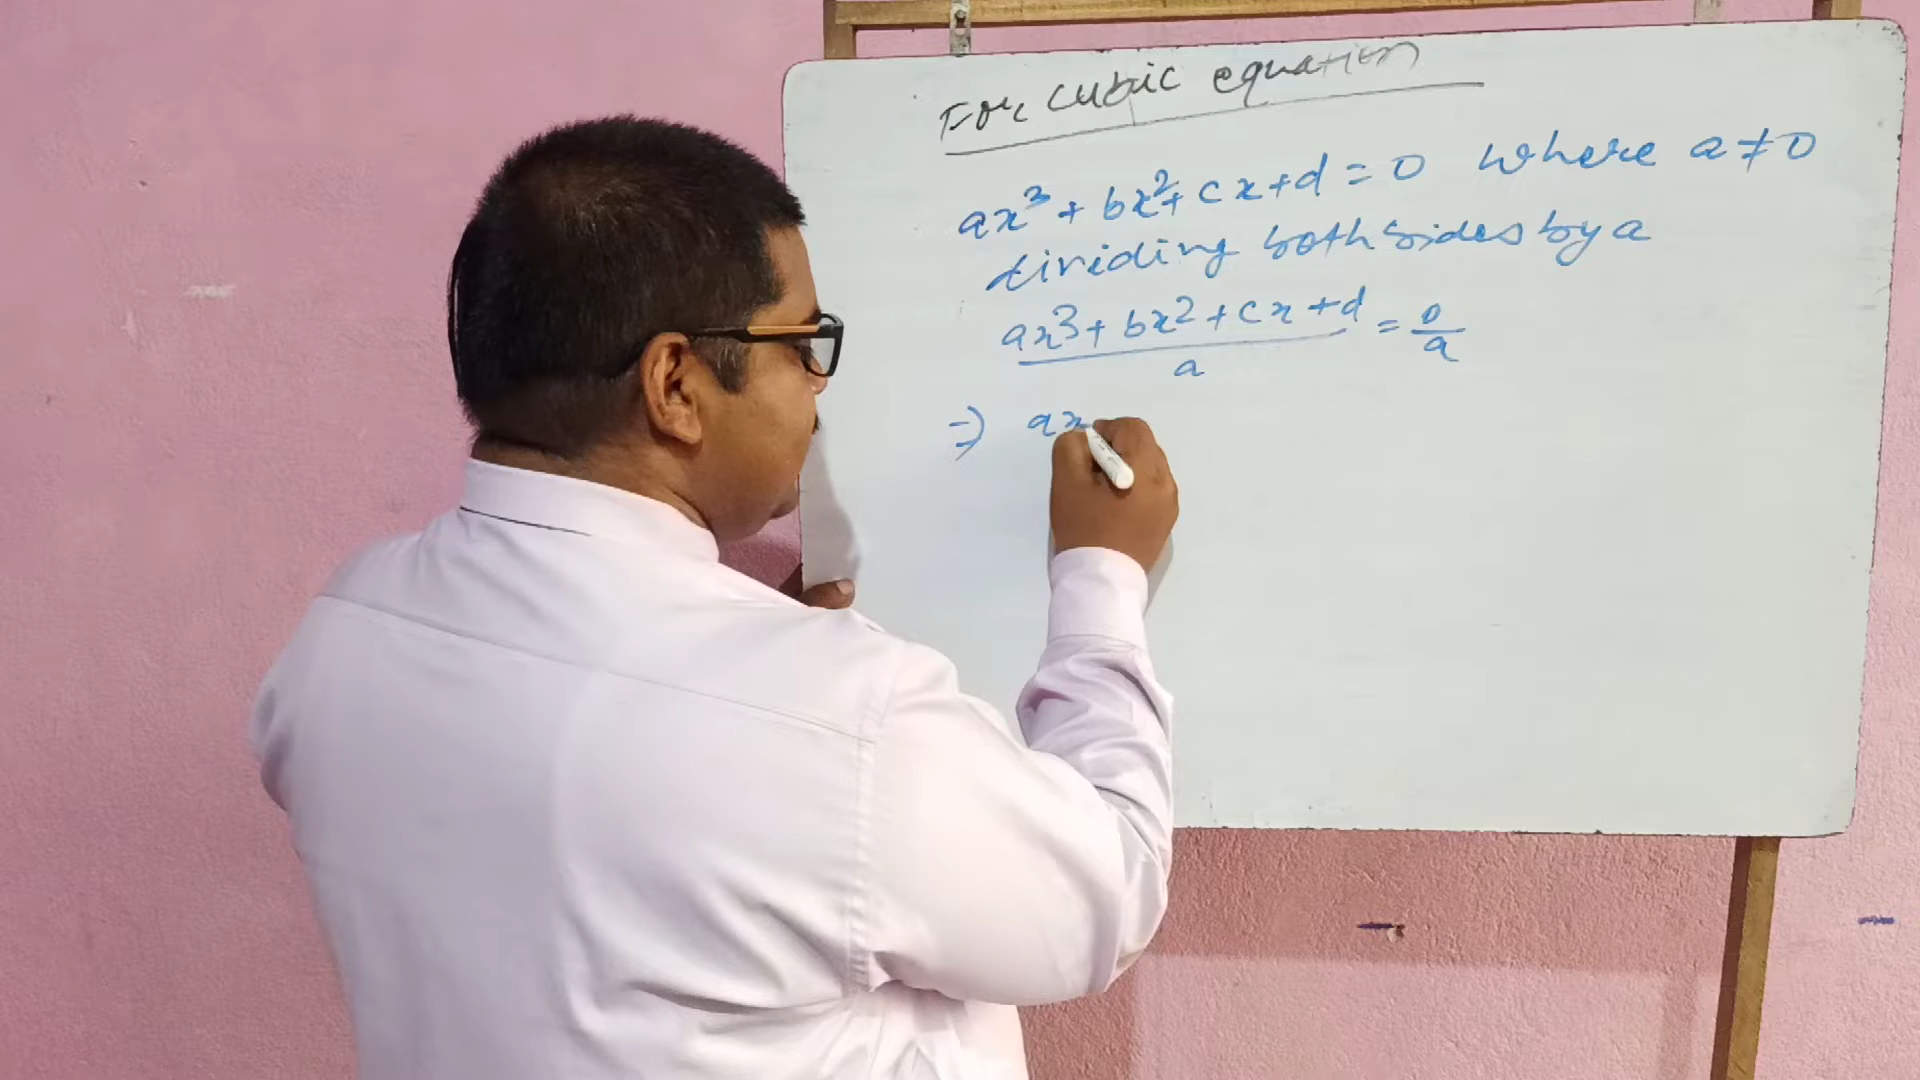 For cubic equation
ax³ + bx² + cx + d = 0 where a ≠ 0
dividing both sides by a
ax³ + bx² + cx + d / a = 0/a
⇒ ax